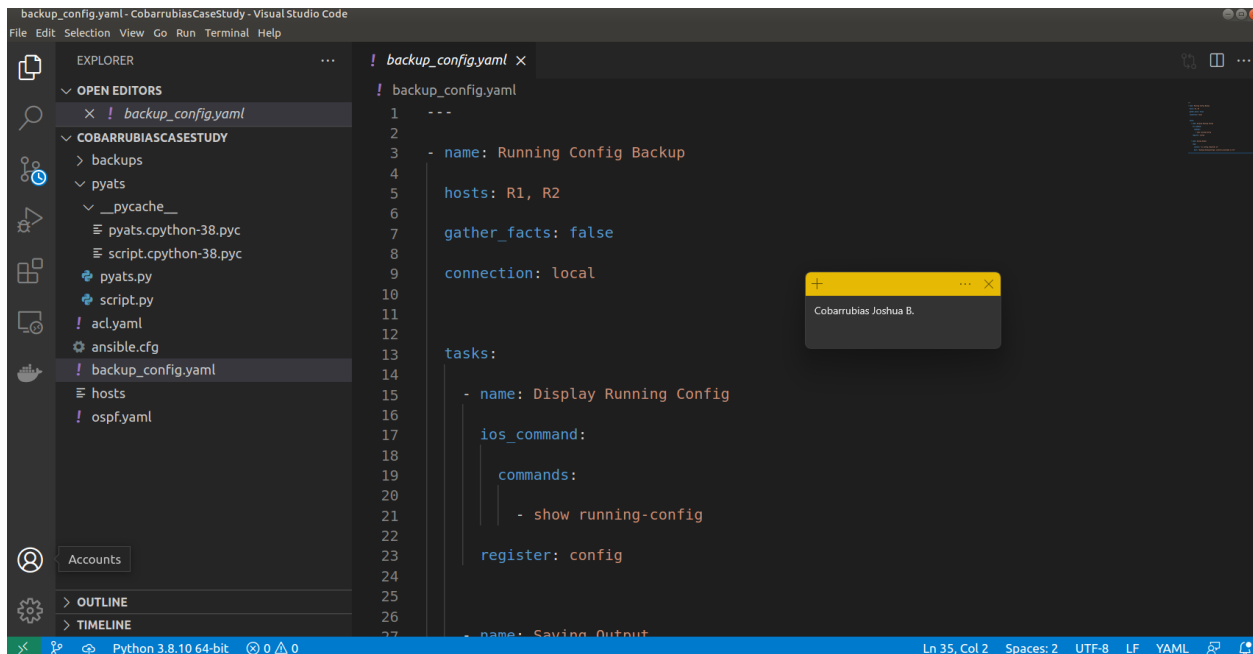 backup_config.yaml - CobarrubiasCaseStudy - Visual Studio Code
File Edit Selection View Go Run Terminal Help
EXPLORER
OPEN EDITORS
! backup_config.yaml
COBARRUBIASCASESTUDY
backups
pyats
__pycache__
pyats.cpython-38.pyc
script.cpython-38.pyc
pyats.py
script.py
! acl.yaml
ansible.cfg
! backup_config.yaml
hosts
! ospf.yaml
Accounts
OUTLINE
TIMELINE
! backup_config.yaml
! backup_config.yaml
1 ---
2
3 - name: Running Config Backup
4
5 hosts: R1, R2
6
7 gather_facts: false
8
9 connection: local
10
11
12
13 tasks:
14
15 - name: Display Running Config
16
17 ios_command:
18
19 commands:
20
21 - show running-config
22
23 register: config
24
25
26
27 - name: Saving Output
Cobarrubias Joshua B.
Python 3.8.10 64-bit 0 0 Ln 35, Col 2 Spaces: 2 UTF-8 LF YAML